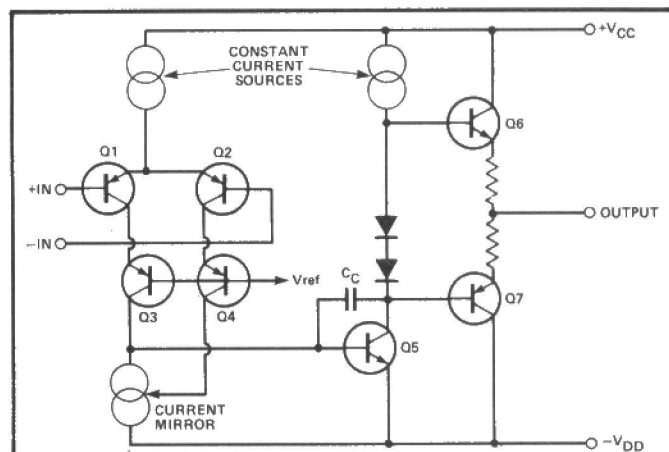 +VCC
CONSTANT
CURRENT
SOURCES
Q6
Q1
Q2
+IN
OUTPUT
-IN
Vref
CC
Q3
Q4
Q7
Q5
CURRENT
MIRROR
-VDD